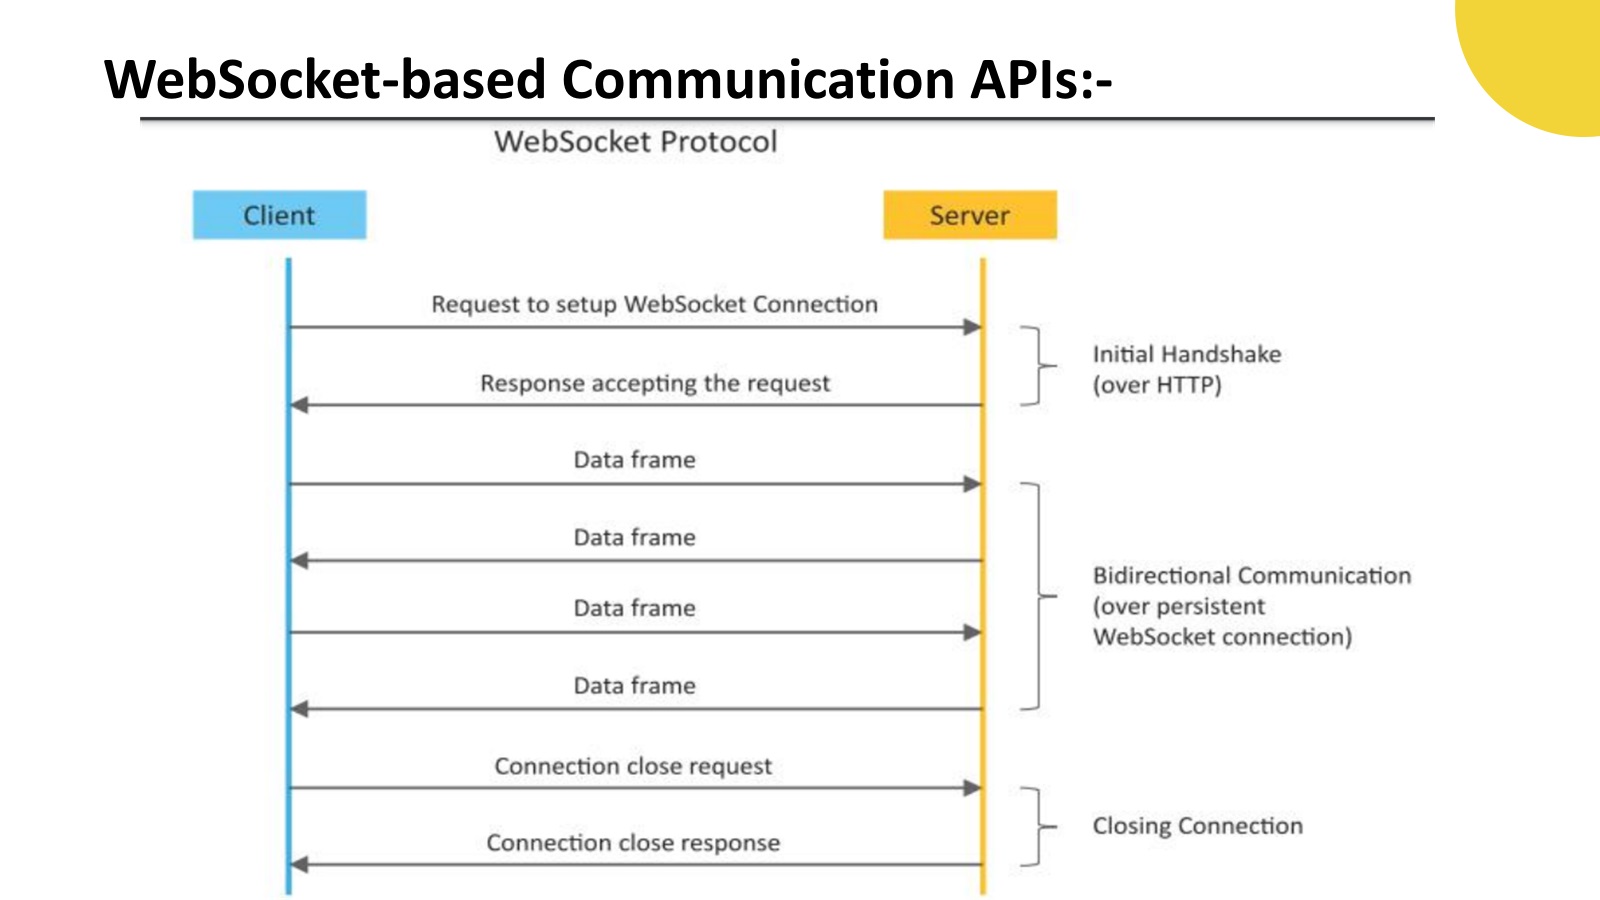 WebSocket-based Communication APIs:-
WebSocket Protocol
Client
Server
Request to setup WebSocket Connection
Response accepting the request
Initial Handshake
(over HTTP)
Data frame
Data frame
Data frame
Data frame
Bidirectional Communication
(over persistent
WebSocket connection)
Connection close request
Connection close response
Closing Connection